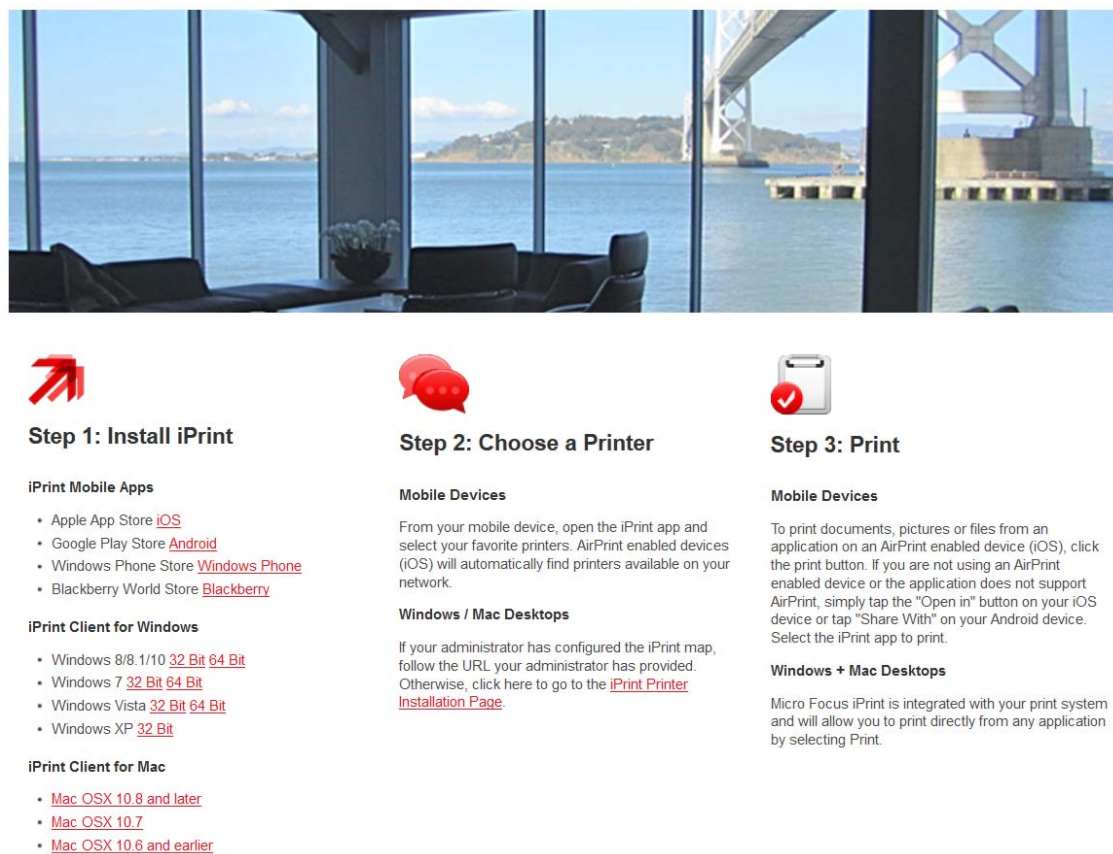 Step 1: Install iPrint
iPrint Mobile Apps
• Apple App Store iOS
• Google Play Store Android
• Windows Phone Store Windows Phone
• Blackberry World Store Blackberry
iPrint Client for Windows
• Windows 8/8.1/10 32 Bit 64 Bit
• Windows 7 32 Bit 64 Bit
• Windows Vista 32 Bit 64 Bit
• Windows XP 32 Bit
iPrint Client for Mac
• Mac OSX 10.8 and later
• Mac OSX 10.7
• Mac OSX 10.6 and earlier
Step 2: Choose a Printer
Mobile Devices
From your mobile device, open the iPrint app and
select your favorite printers. AirPrint enabled devices
(iOS) will automatically find printers available on your
network.
Windows / Mac Desktops
If your administrator has configured the iPrint map,
follow the URL your administrator has provided.
Otherwise, click here to go to the iPrint Printer
Installation Page.
Step 3: Print
Mobile Devices
To print documents, pictures or files from an
application on an AirPrint enabled device (iOS), click
the print button. If you are not using an AirPrint
enabled device or the application does not support
AirPrint, simply tap the "Open in" button on your iOS
device or tap "Share With" on your Android device.
Select the iPrint app to print.
Windows + Mac Desktops
Micro Focus iPrint is integrated with your print system
and will allow you to print directly from any application
by selecting Print.